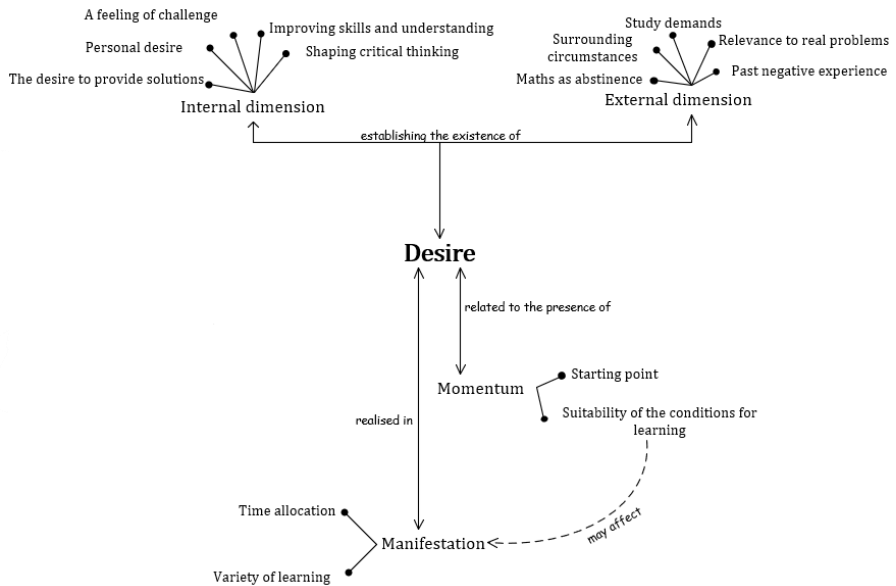 A feeling of challenge
Improving skills and understanding
Personal desire
Shaping critical thinking
The desire to provide solutions
Internal dimension
Study demands
Surrounding
circumstances
Relevance to real problems
Maths as abstinence
Past negative experience
External dimension
establishing the existence of
Desire
related to the presence of
Momentum
Starting point
Suitability of the conditions for
learning
realised in
may affect
Time allocation
Manifestation
Variety of learning